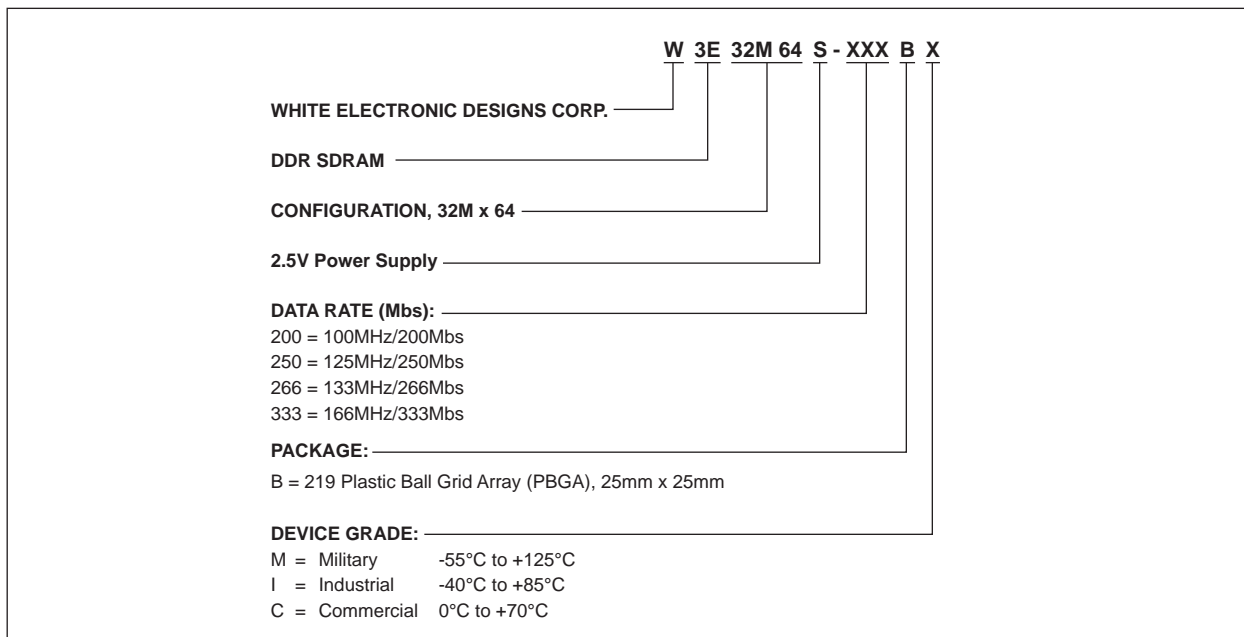 W 3E 32M 64 S - XXX B X
WHITE ELECTRONIC DESIGNS CORP.
DDR SDRAM
CONFIGURATION, 32M x 64
2.5V Power Supply
DATA RATE (Mbs):
200 = 100MHz/200Mbs
250 = 125MHz/250Mbs
266 = 133MHz/266Mbs
333 = 166MHz/333Mbs
PACKAGE:
B = 219 Plastic Ball Grid Array (PBGA), 25mm x 25mm
DEVICE GRADE:
M = Military -55°C to +125°C
I = Industrial -40°C to +85°C
C = Commercial 0°C to +70°C